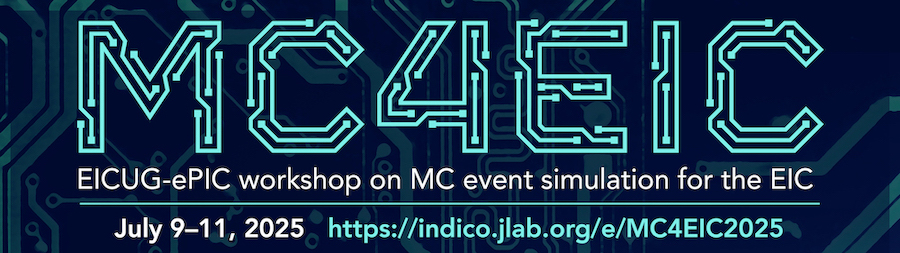 MC4EIC
EICUG-ePIC workshop on MC event simulation for the EIC
July 9–11, 2025 https://indico.jlab.org/e/MC4EIC2025